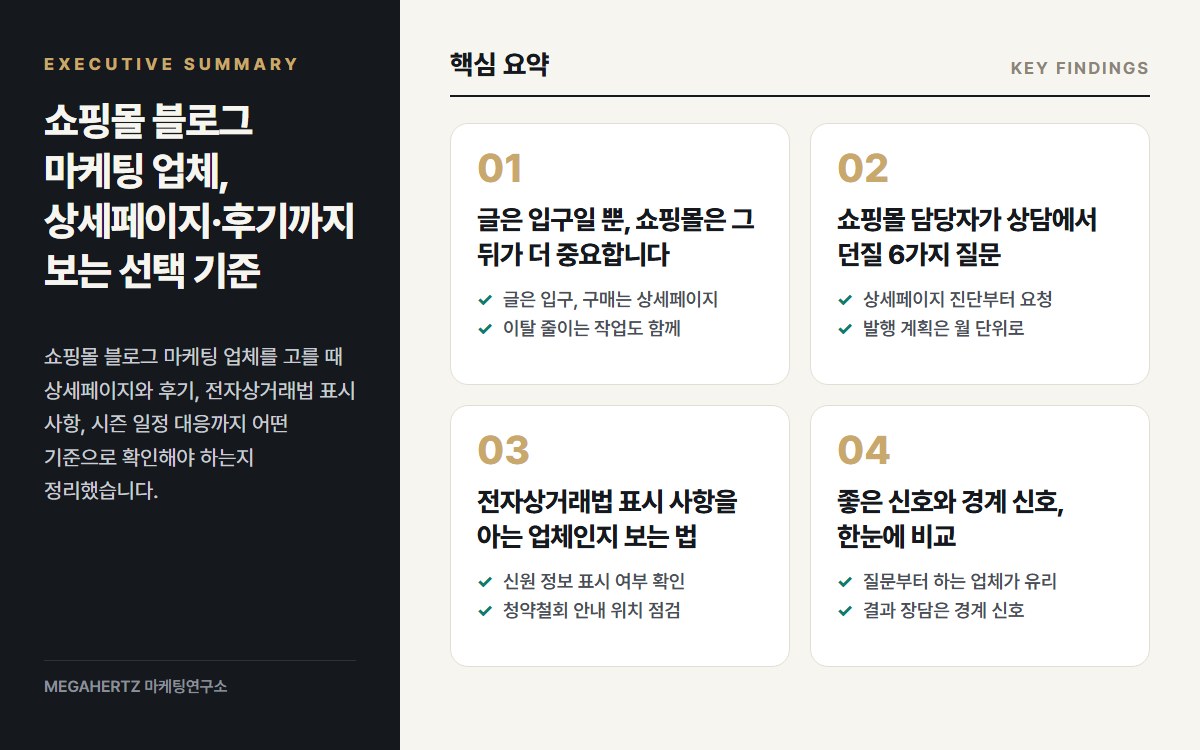 EXECUTIVE SUMMARY
쇼핑몰 블로그
마케팅 업체,
상세페이지·후기까지
보는 선택 기준
쇼핑몰 블로그 마케팅 업체를 고를 때
상세페이지와 후기, 전자상거래법 표시
사항, 시즌 일정 대응까지 어떤
기준으로 확인해야 하는지
정리했습니다.
MEGAHERTZ 마케팅연구소
핵심 요약
KEY FINDINGS
01
글은 입구일 뿐, 쇼핑몰은 그
뒤가 더 중요합니다
글은 입구, 구매는 상세페이지
이탈 줄이는 작업도 함께
02
쇼핑몰 담당자가 상담에서
던질 6가지 질문
상세페이지 진단부터 요청
발행 계획은 월 단위로
03
전자상거래법 표시 사항을
아는 업체인지 보는 법
신원 정보 표시 여부 확인
청약철회 안내 위치 점검
04
좋은 신호와 경계 신호,
한눈에 비교
질문부터 하는 업체가 유리
결과 장담은 경계 신호